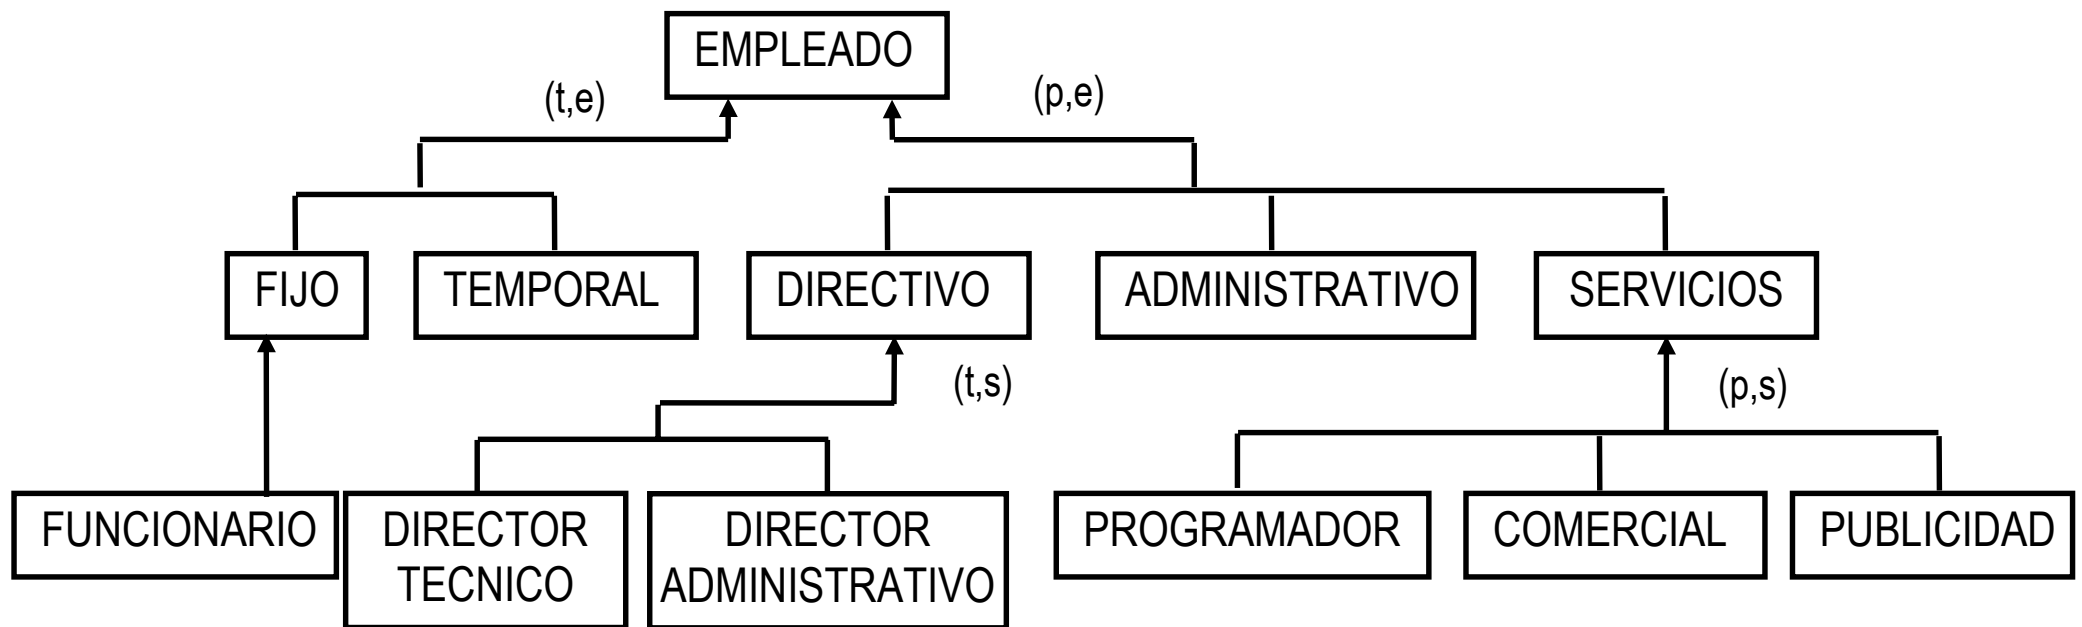 EMPLEADO
(t,e)
(p,e)
FIJO
TEMPORAL
DIRECTIVO
ADMINISTRATIVO
SERVICIOS
(t,s)
(p,s)
FUNCIONARIO
DIRECTOR
TECNICO
DIRECTOR
ADMINISTRATIVO
PROGRAMADOR
COMERCIAL
PUBLICIDAD